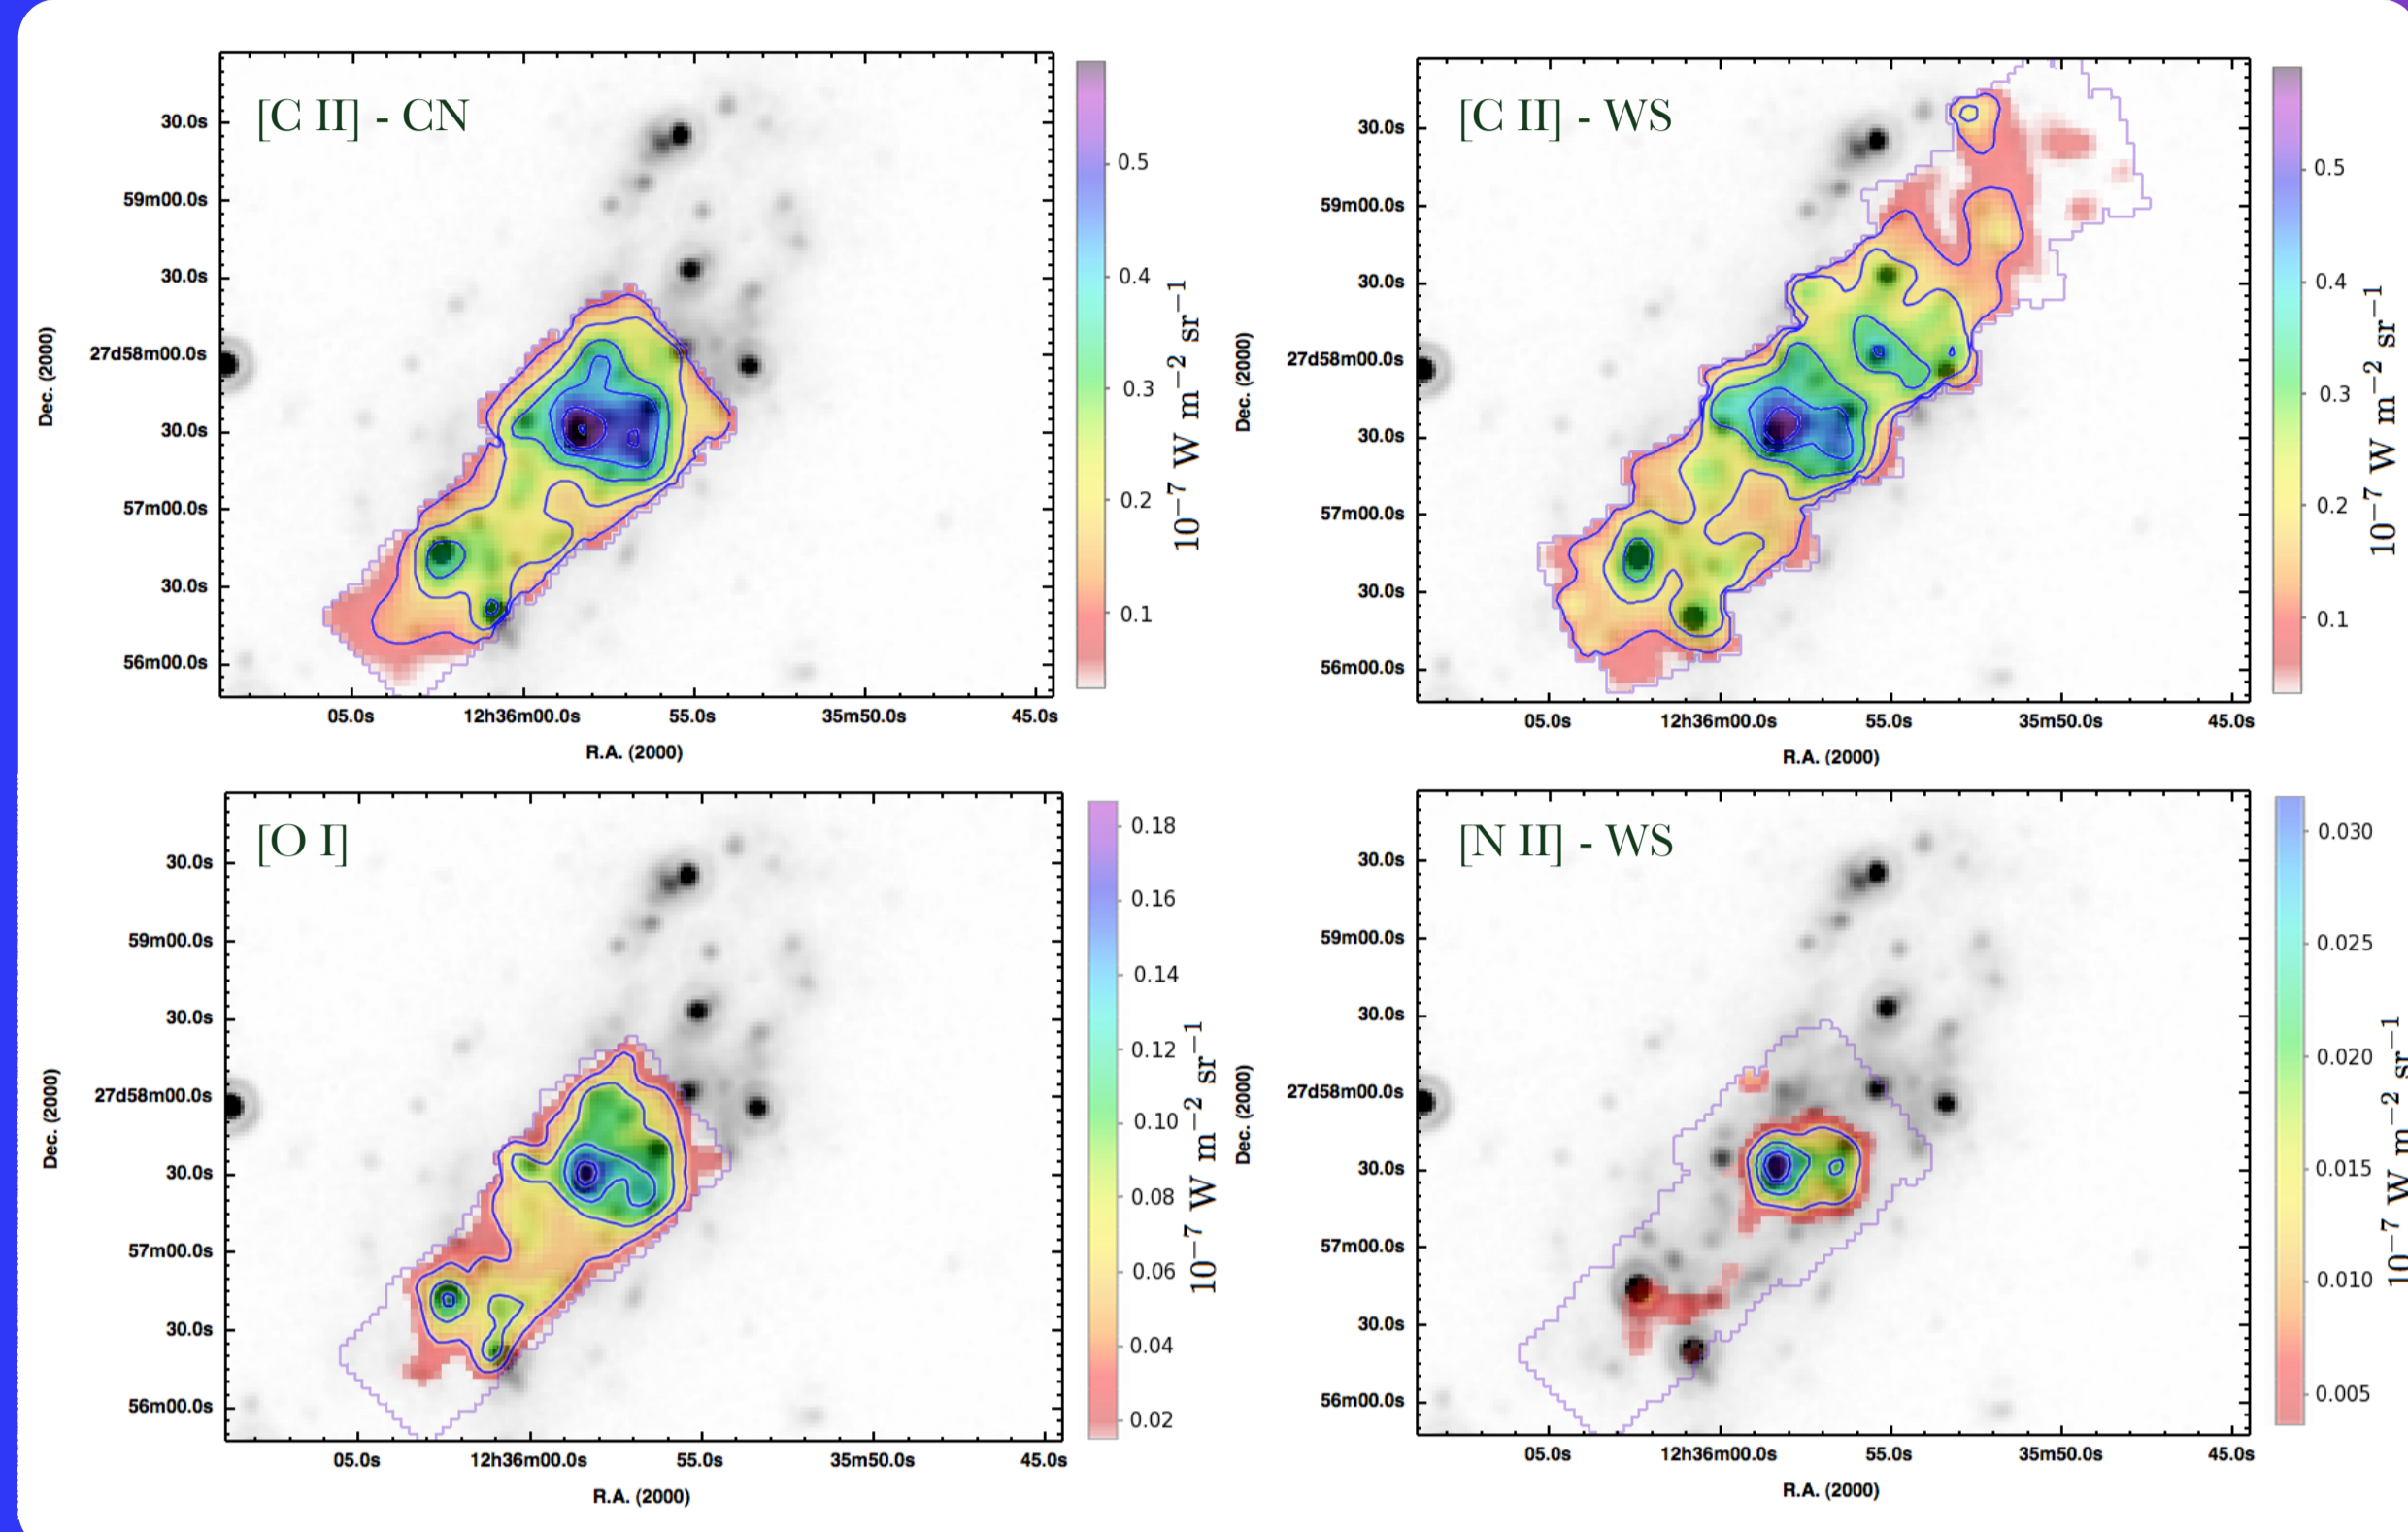 [C II] - CN
30.0s
59m00.0s
30.0s
27d58m00.0s
30.0s
57m00.0s
30.0s
56m00.0s
Dec. (2000)
05.0s 12h36m00.0s 55.0s 35m50.0s 45.0s
R.A. (2000)
0.5
0.4
0.3
0.2
0.1
10−7 W m−2 sr−1
[C II] - WS
30.0s
59m00.0s
30.0s
27d58m00.0s
30.0s
57m00.0s
30.0s
56m00.0s
Dec. (2000)
05.0s 12h36m00.0s 55.0s 35m50.0s 45.0s
R.A. (2000)
0.5
0.4
0.3
0.2
0.1
10−7 W m−2 sr−1
[O I]
30.0s
59m00.0s
30.0s
27d58m00.0s
30.0s
57m00.0s
30.0s
56m00.0s
Dec. (2000)
05.0s 12h36m00.0s 55.0s 35m50.0s 45.0s
R.A. (2000)
0.18
0.16
0.14
0.12
0.10
0.08
0.06
0.04
0.02
10−7 W m−2 sr−1
[N II] - WS
30.0s
59m00.0s
30.0s
27d58m00.0s
30.0s
57m00.0s
30.0s
56m00.0s
Dec. (2000)
05.0s 12h36m00.0s 55.0s 35m50.0s 45.0s
R.A. (2000)
0.030
0.025
0.020
0.015
0.010
0.005
10−7 W m−2 sr−1